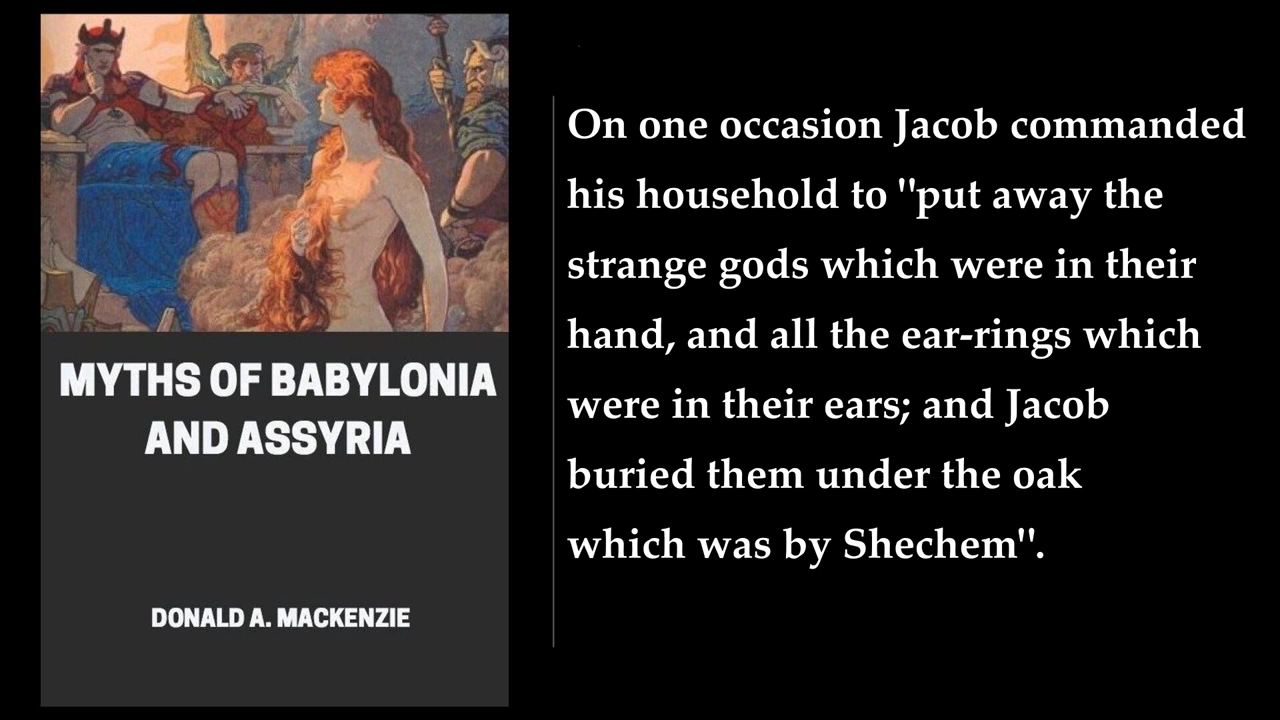 MYTHS OF BABYLONIA
AND ASSYRIA
DONALD A. MACKENZIE
On one occasion Jacob commanded
his household to "put away the
strange gods which were in their
hand, and all the ear-rings which
were in their ears; and Jacob
buried them under the oak
which was by Shechem".